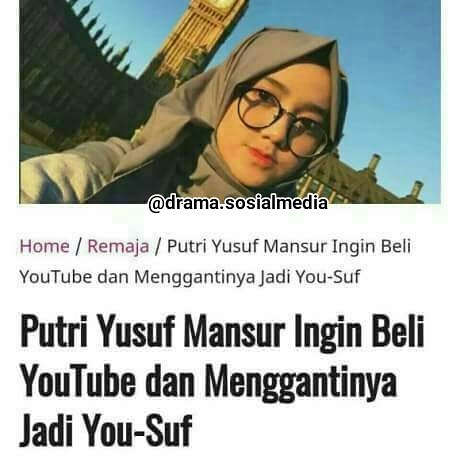 @drama.sosialmedia
Home / Remaja / Putri Yusuf Mansur Ingin Beli
YouTube dan Menggantinya Jadi You-Suf
Putri Yusuf Mansur Ingin Beli
YouTube dan Menggantinya
Jadi You-Suf